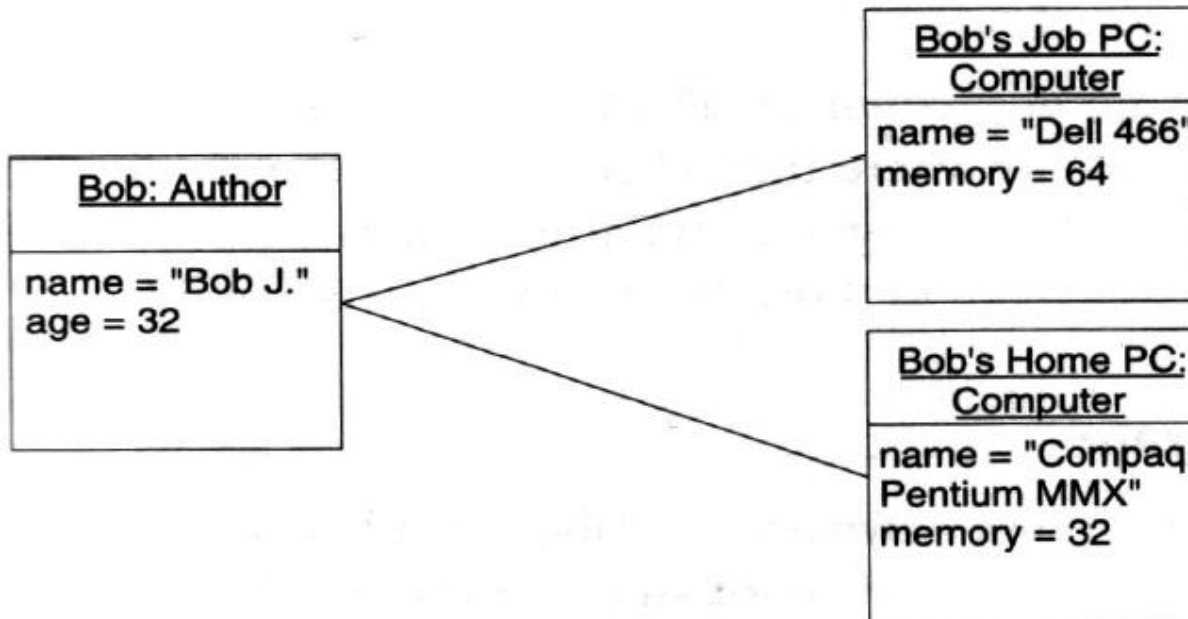 Bob: Author
name = "Bob J."
age = 32
Bob's Job PC:
Computer
name = "Dell 466"
memory = 64
Bob's Home PC:
Computer
name = "Compaq
Pentium MMX"
memory = 32